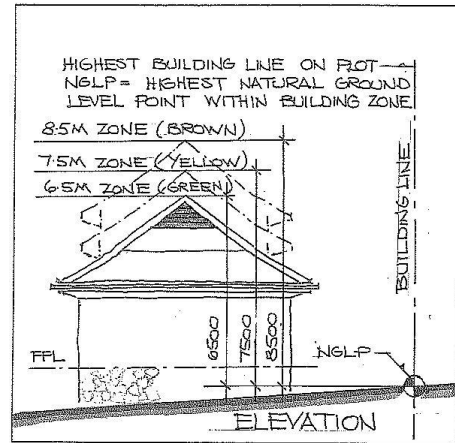 HIGHEST BUILDING LINE ON PLOT
NGLP = HIGHEST NATURAL GROUND
LEVEL POINT WITHIN BUILDING ZONE
8.5M ZONE (BROWN)
7.5M ZONE (YELLOW)
6.5M ZONE (GREEN)
BUILDING LINE
6500
7500
8500
FFL
NGLP
ELEVATION